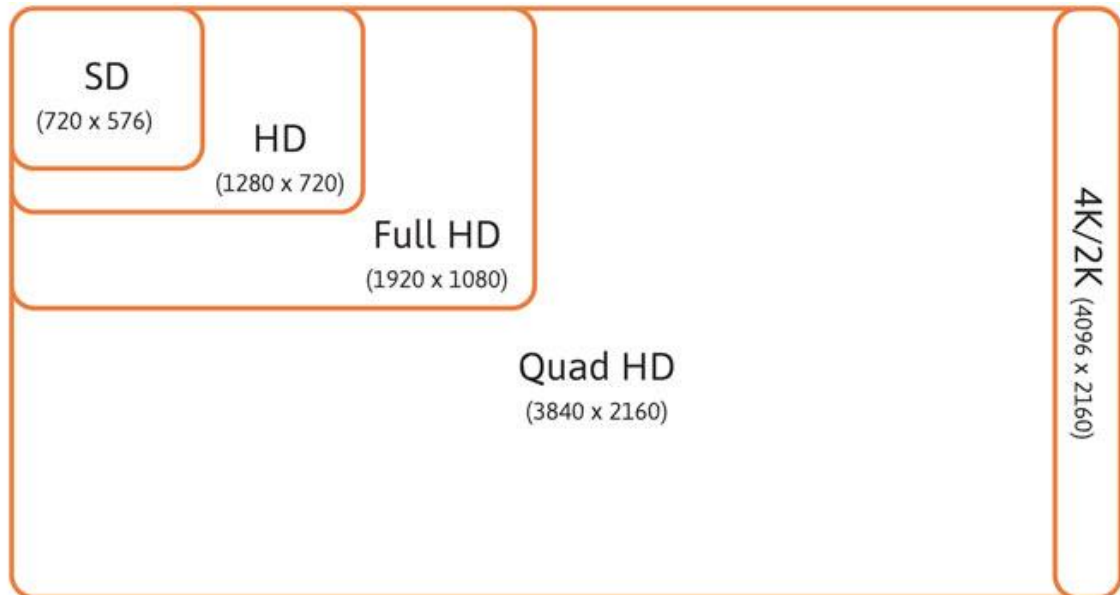 SD
(720 x 576)
HD
(1280 x 720)
Full HD
(1920 x 1080)
Quad HD
(3840 x 2160)
4K/2K (4096 x 2160)